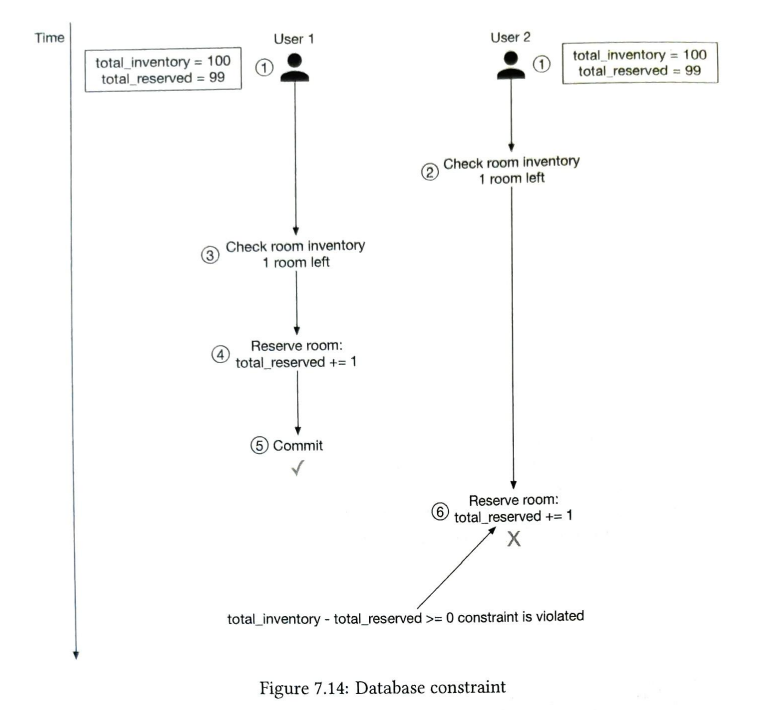 Time
User 1
User 2
total_inventory = 100
total_reserved = 99
①
①
total_inventory = 100
total_reserved = 99
② Check room inventory
1 room left
③ Check room inventory
1 room left
④ Reserve room:
total_reserved += 1
⑤ Commit
✓
⑥ Reserve room:
total_reserved += 1
X
total_inventory - total_reserved >= 0 constraint is violated
Figure 7.14: Database constraint